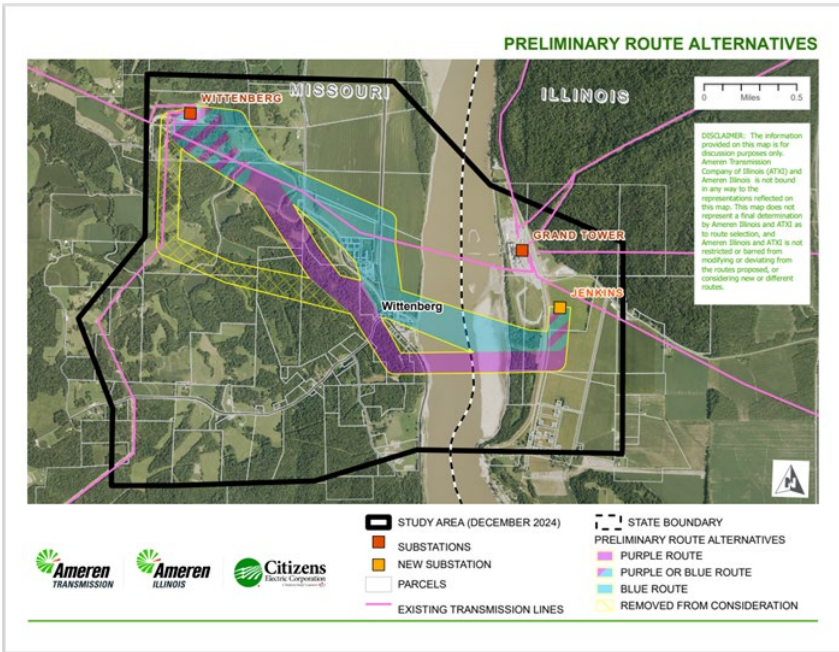 PRELIMINARY ROUTE ALTERNATIVES
WITTENBERG
MISSOURI
ILLINOIS
0 Miles 0.5
DISCLAIMER: The information
provided on this map is for
discussion purposes only.
Ameren Transmission
Company of Illinois (ATXI) and
Ameren Illinois is not bound
in any way to the
representations reflected on
this map. This map does not
represent a final determination
by Ameren Illinois and ATXI as
to route selection, and
Ameren Illinois and ATXI is not
restricted or barred from
modifying or deviating from
the routes proposed, or
considering new or different
routes.
GRAND TOWER
JENKINS
Wittenberg
N
STUDY AREA (DECEMBER 2024)
SUBSTATIONS
NEW SUBSTATION
PARCELS
EXISTING TRANSMISSION LINES
STATE BOUNDARY
PRELIMINARY ROUTE ALTERNATIVES
PURPLE ROUTE
PURPLE OR BLUE ROUTE
BLUE ROUTE
REMOVED FROM CONSIDERATION
Ameren
TRANSMISSION
Ameren
ILLINOIS
Citizens
Electric Corporation